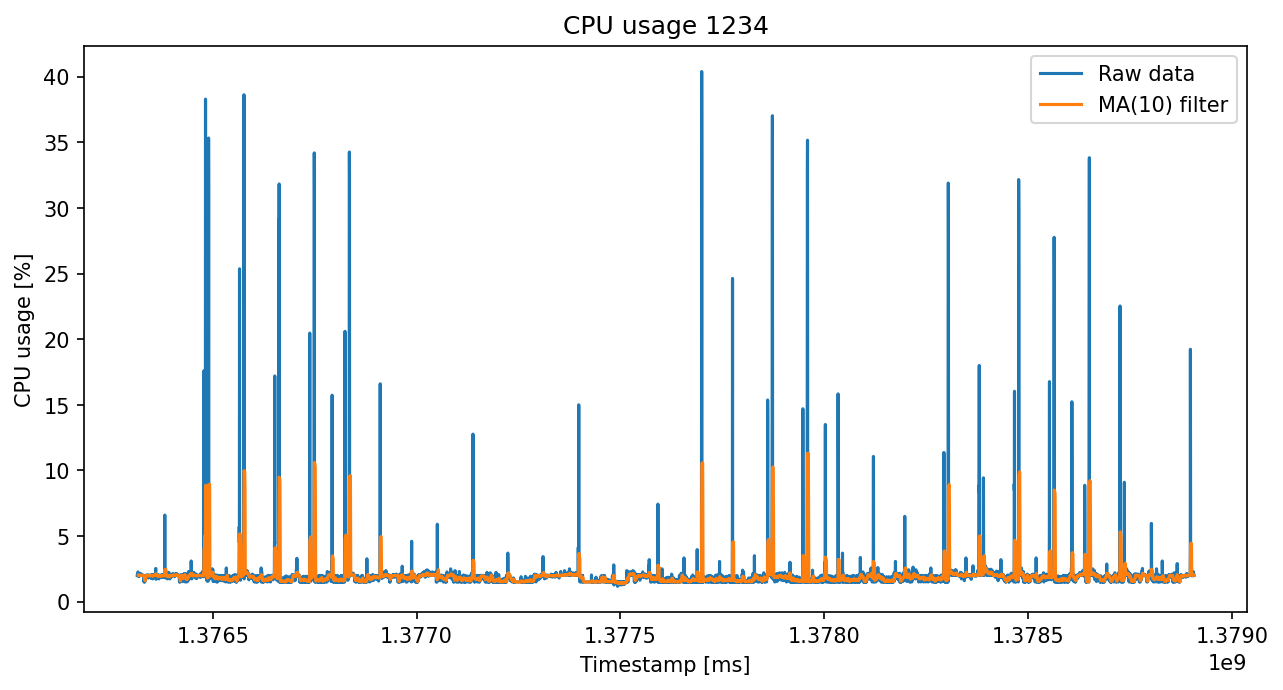 CPU usage 1234
Raw data
MA(10) filter
CPU usage [%]
40
35
30
25
20
15
10
5
0
1.3765 1.3770 1.3775 1.3780 1.3785 1.3790
1e9
Timestamp [ms]